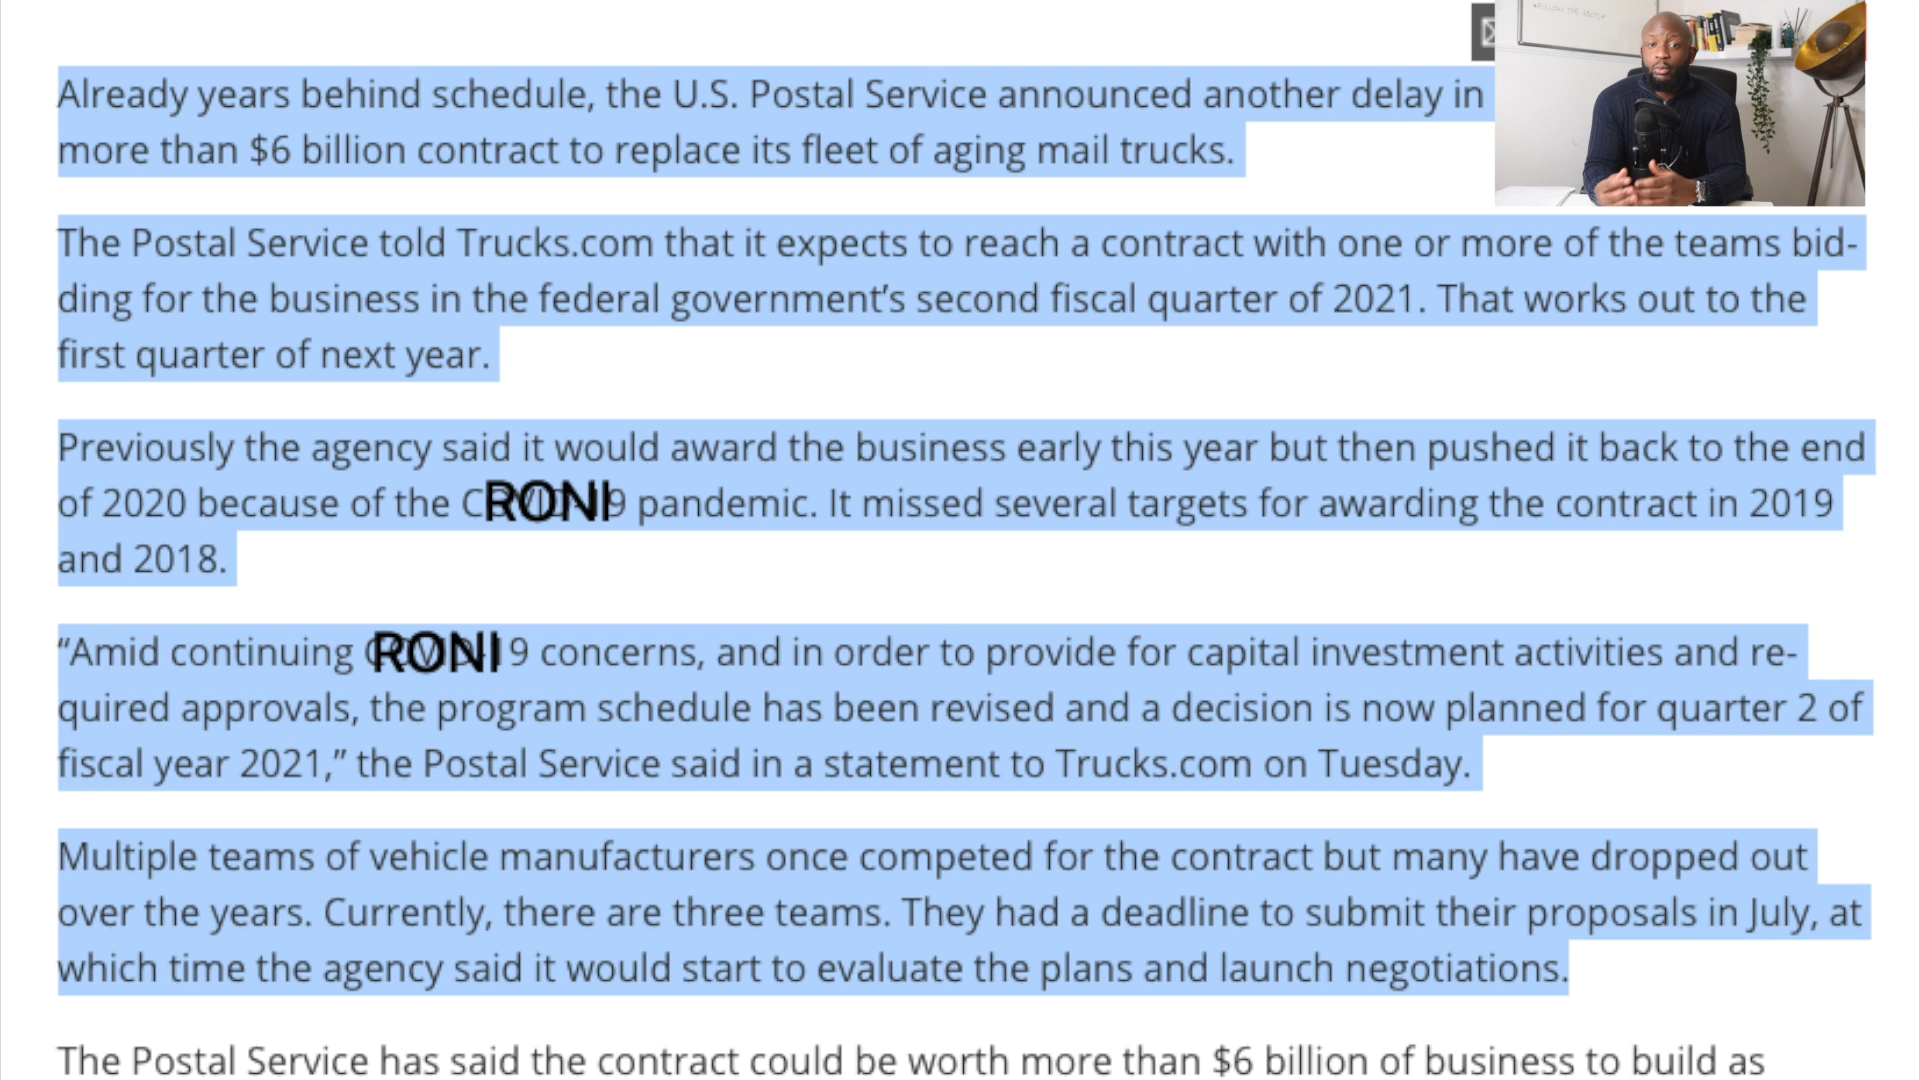 Already years behind schedule, the U.S. Postal Service announced another delay in
more than $6 billion contract to replace its fleet of aging mail trucks.
The Postal Service told Trucks.com that it expects to reach a contract with one or more of the teams bid-
ding for the business in the federal government’s second fiscal quarter of 2021. That works out to the
first quarter of next year.
Previously the agency said it would award the business early this year but then pushed it back to the end
of 2020 because of the RONI 9 pandemic. It missed several targets for awarding the contract in 2019
and 2018.
“Amid continuing RONI 19 concerns, and in order to provide for capital investment activities and re-
quired approvals, the program schedule has been revised and a decision is now planned for quarter 2 of
fiscal year 2021,” the Postal Service said in a statement to Trucks.com on Tuesday.
Multiple teams of vehicle manufacturers once competed for the contract but many have dropped out
over the years. Currently, there are three teams. They had a deadline to submit their proposals in July, at
which time the agency said it would start to evaluate the plans and launch negotiations.
The Postal Service has said the contract could be worth more than $6 billion of business to build as